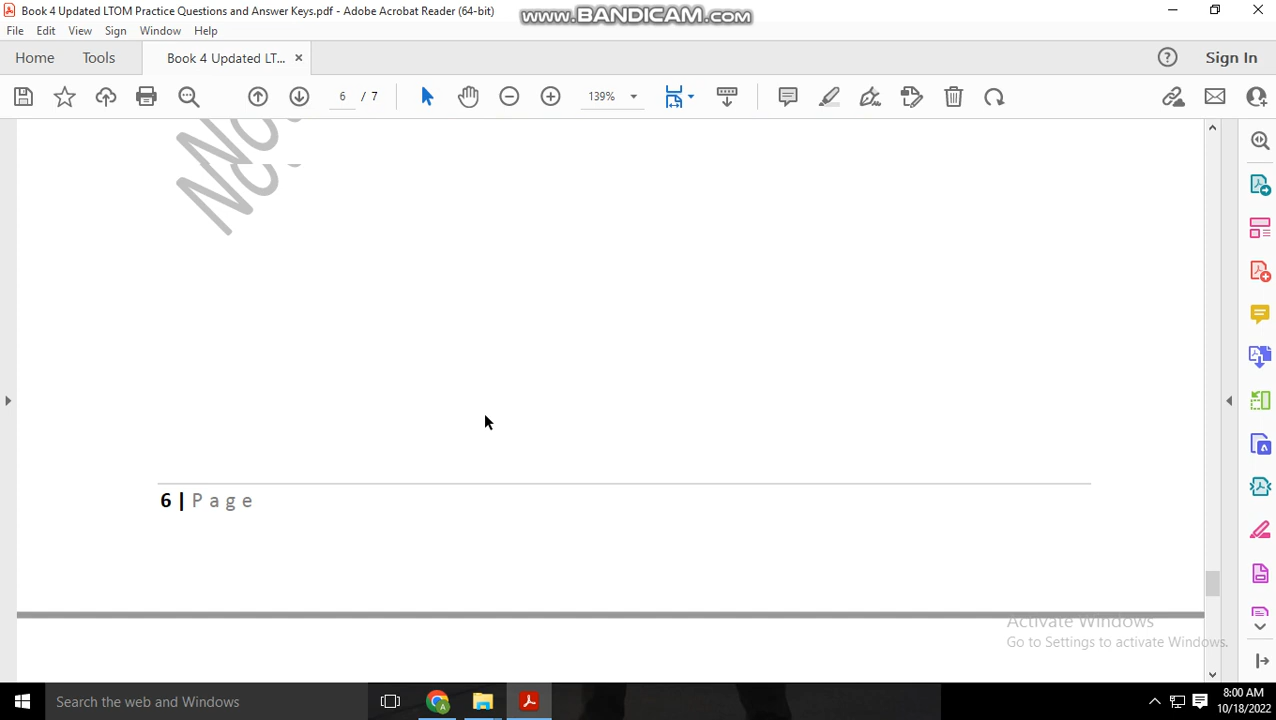 Book 4 Updated LTOM Practice Questions and Answer Keys.pdf - Adobe Acrobat Reader (64-bit)
www.BANDICAM.com
File Edit View Sign Window Help
Home Tools Book 4 Updated LT... × Sign In
6 / 7 139%
No
6 | Page
Activate Windows
Go to Settings to activate Windows.
Search the web and Windows
8:00 AM
10/18/2022